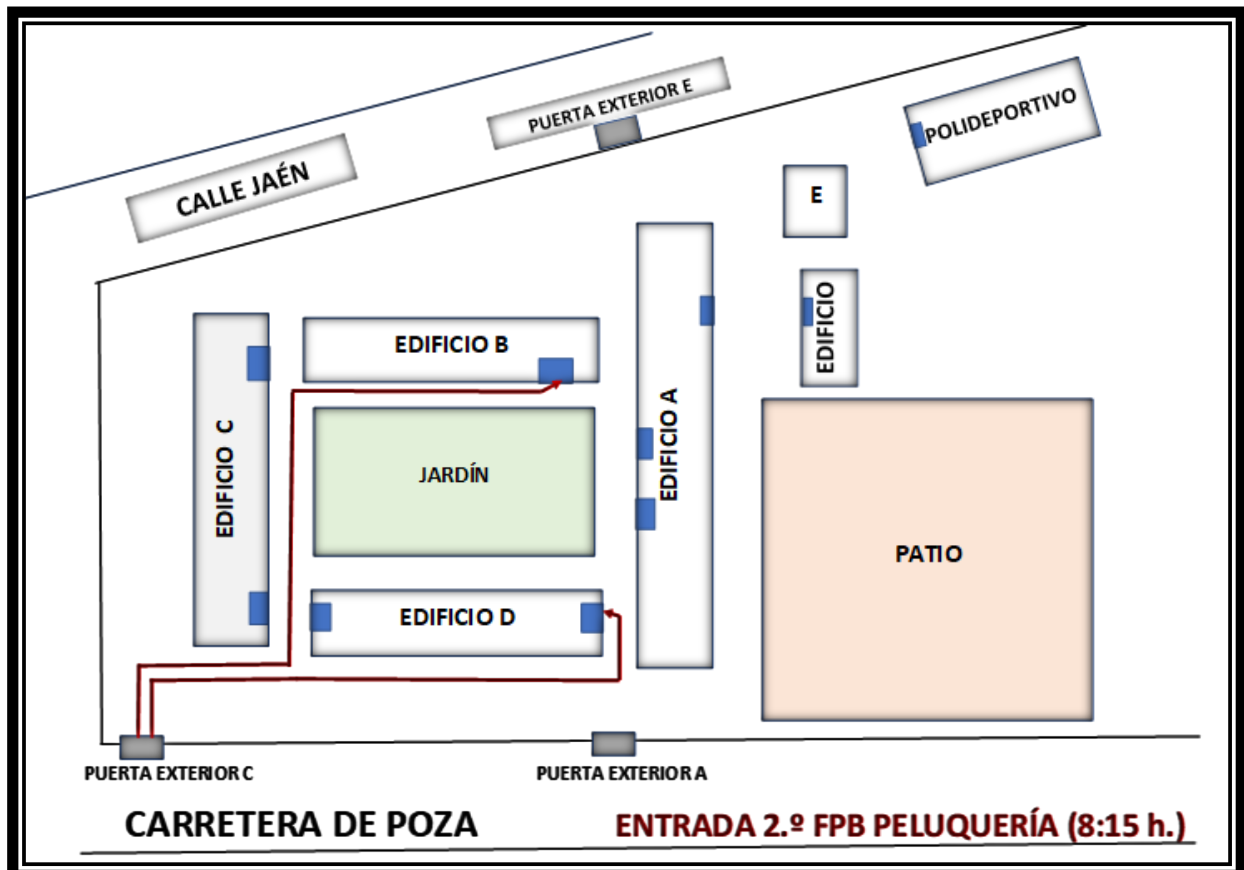 PUERTA EXTERIOR E
POLIDEPORTIVO
CALLE JAÉN
E
EDIFICIO
EDIFICIO B
EDIFICIO A
EDIFICIO C
JARDÍN
PATIO
EDIFICIO D
PUERTA EXTERIOR C
PUERTA EXTERIOR A
CARRETERA DE POZA
ENTRADA 2.º FPB PELUQUERÍA (8:15 h.)